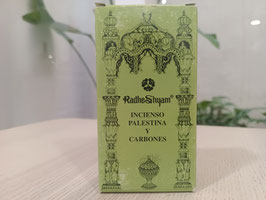 Radhe Shyam®
INCIENSO
PALESTINA
Y
CARBONES